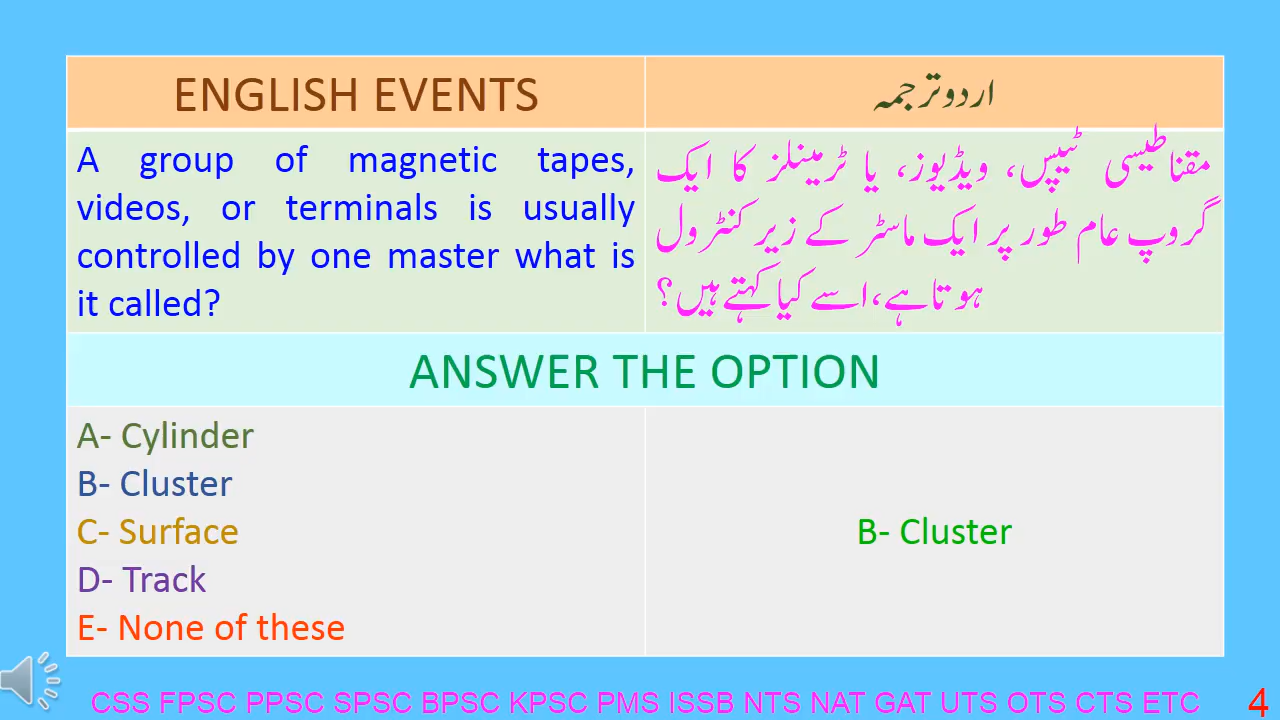 ENGLISH EVENTS
اردو ترجمہ
A group of magnetic tapes,
videos, or terminals is usually
controlled by one master what is
it called?
مقناطیسی ٹیپس، ویڈیوز، یا ٹرمینلز کا ایک
گروپ عام طور پر ایک ماسٹر کے زیر کنٹرول
ہوتا ہے، اسے کیا کہتے ہیں؟
ANSWER THE OPTION
A- Cylinder
B- Cluster
C- Surface
D- Track
E- None of these
B- Cluster
CSS FPSC PPSC SPSC BPSC KPSC PMS ISSB NTS NAT GAT UTS OTS CTS ETC
4